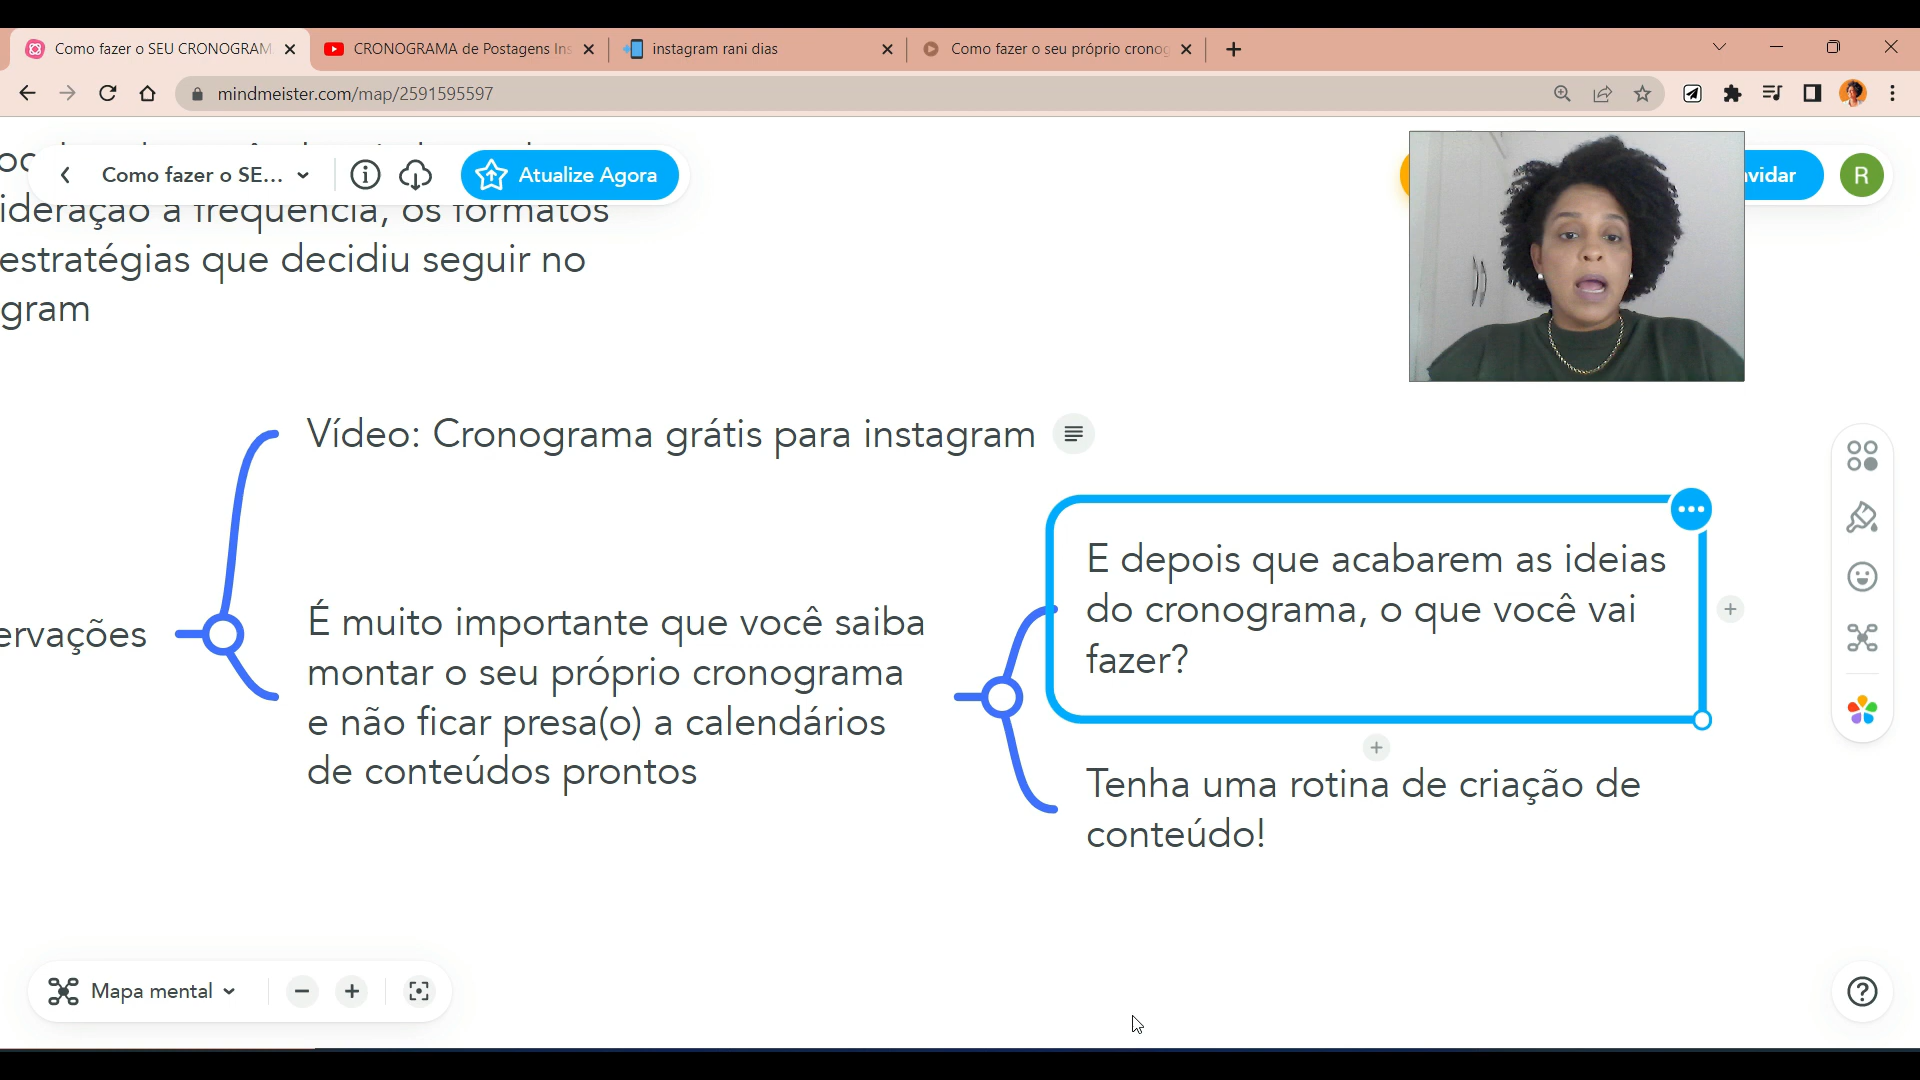 Como fazer o SEU CRONOGRAM
CRONOGRAMA de Postagens Ins
instagram rani dias
Como fazer o seu próprio cronog
mindmeister.com/map/2591595597
Como fazer o SE...
Atualize Agora
vidar
R
ideração a frequência, os formatos
estratégias que decidiu seguir no
gram
Vídeo: Cronograma grátis para instagram
E depois que acabarem as ideias
do cronograma, o que você vai
fazer?
ervações
É muito importante que você saiba
montar o seu próprio cronograma
e não ficar presa(o) a calendários
de conteúdos prontos
Tenha uma rotina de criação de
conteúdo!
Mapa mental